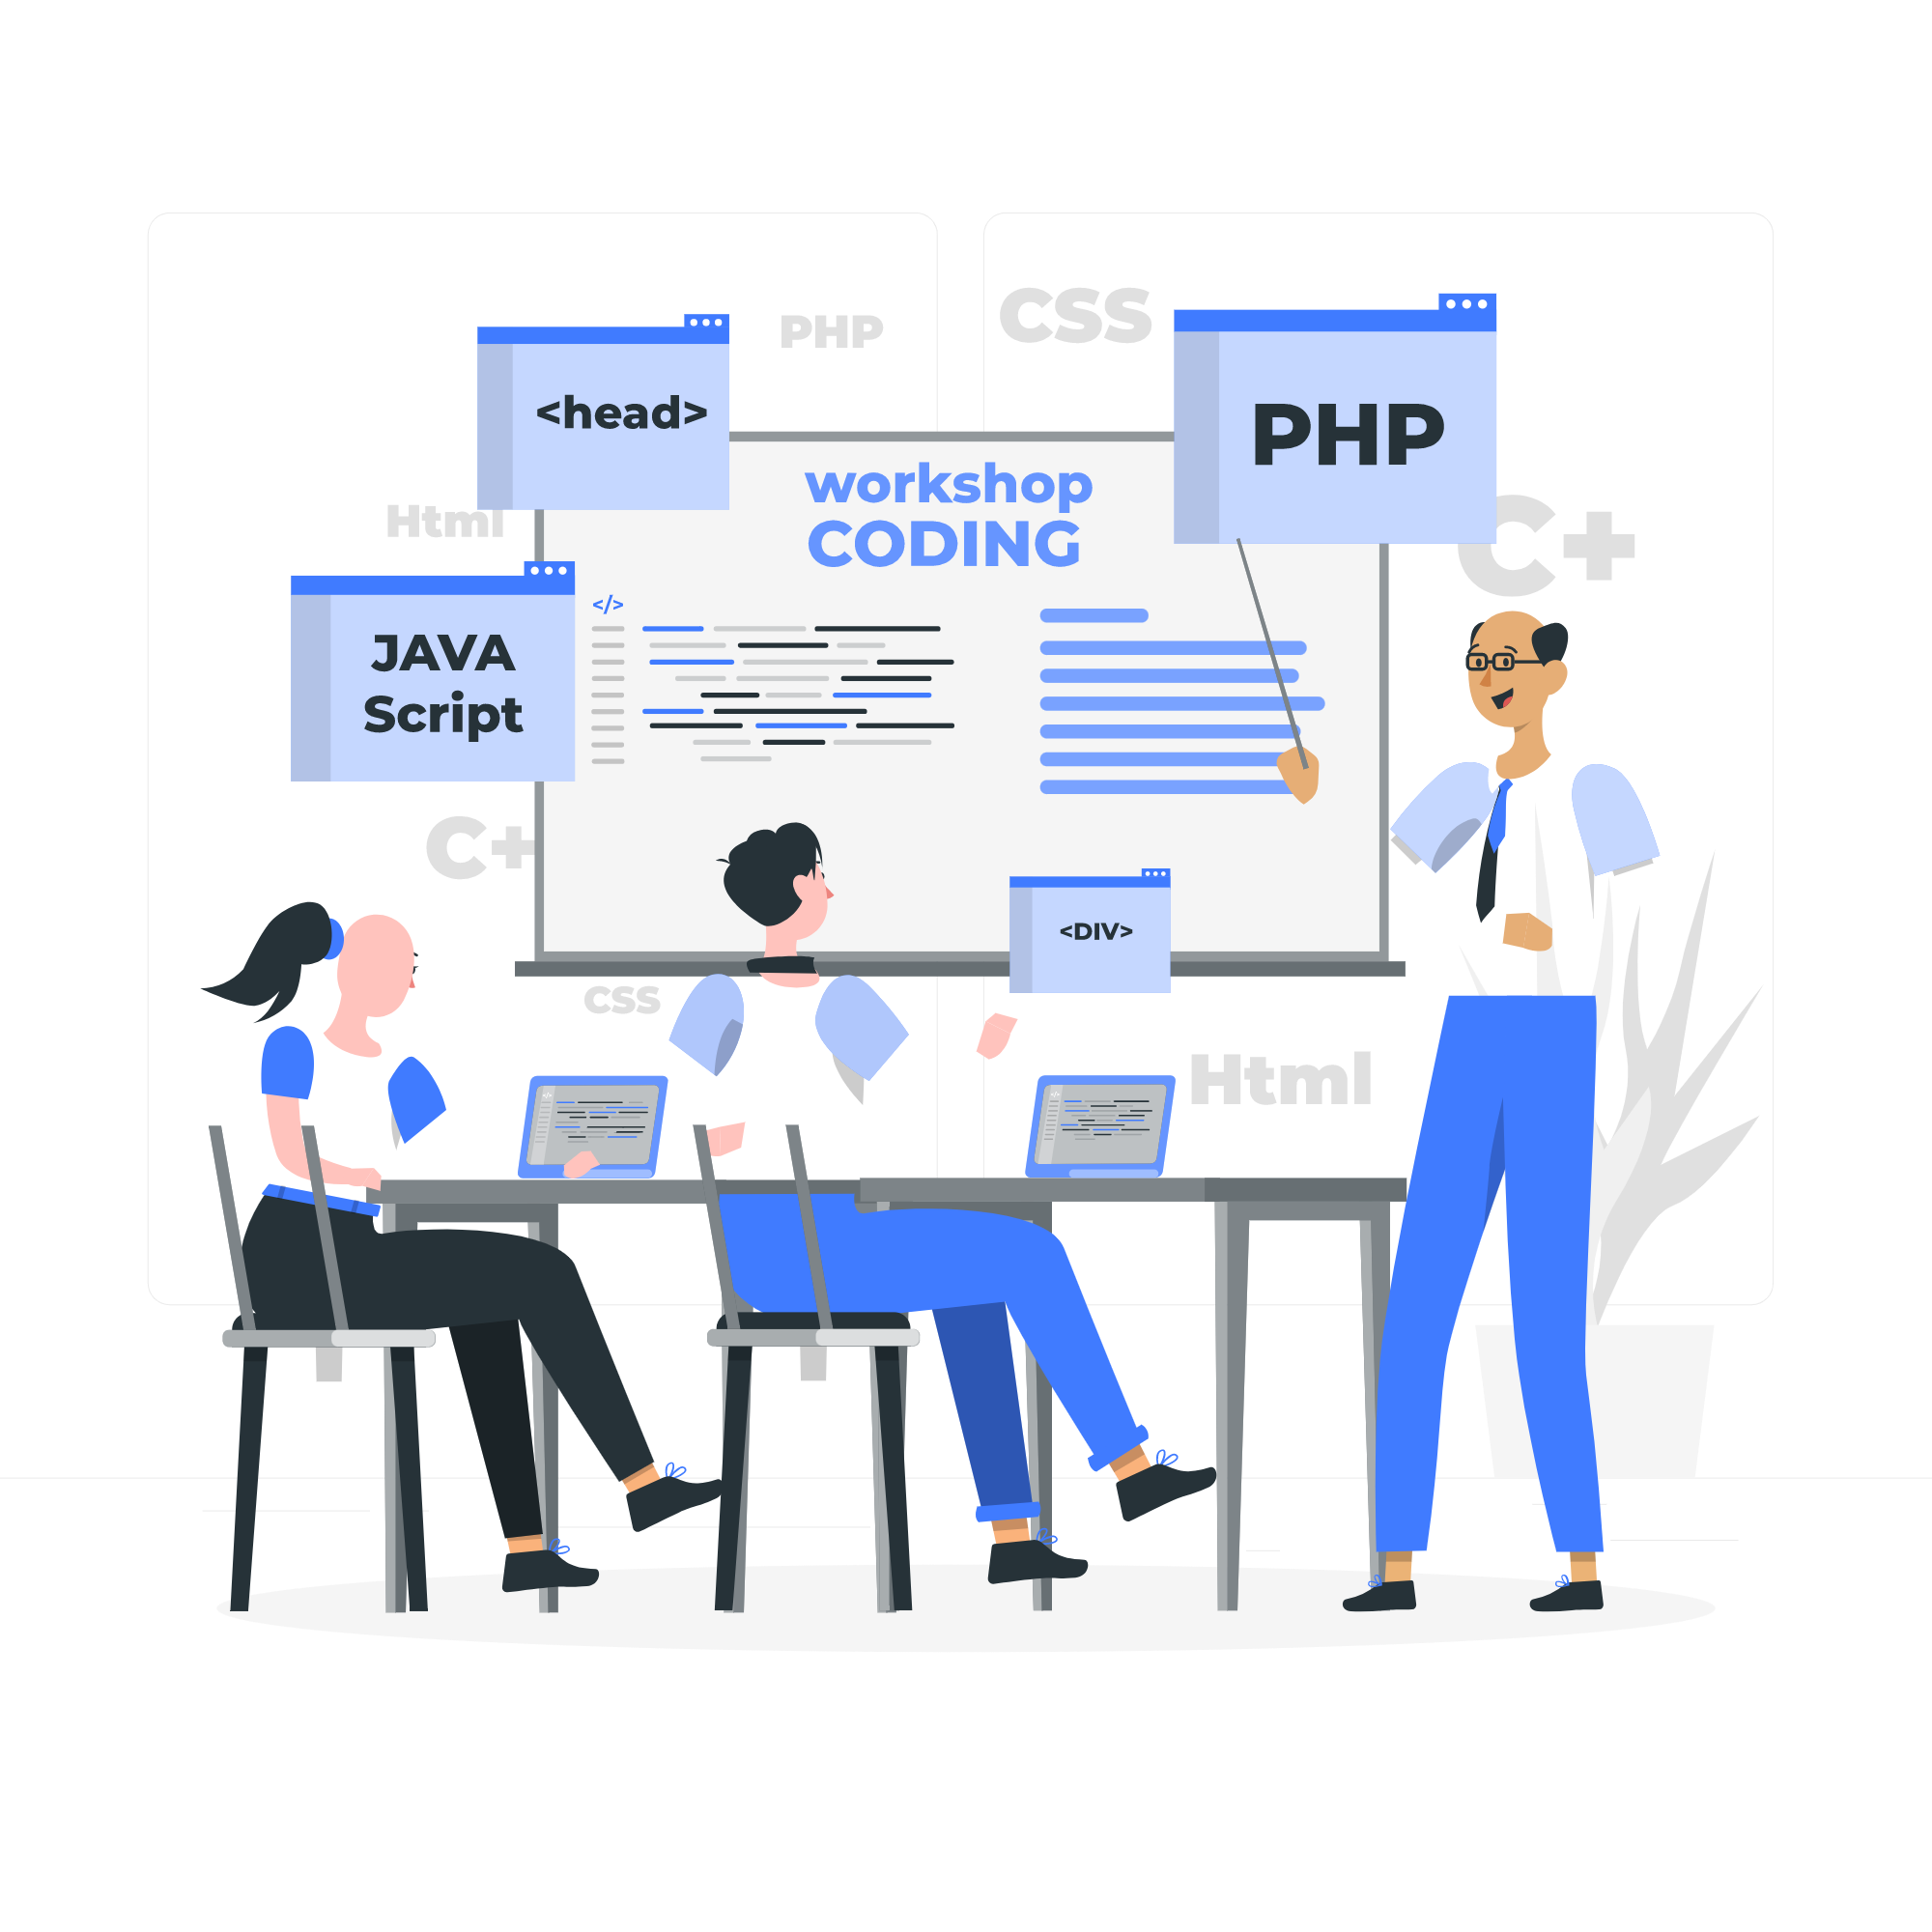 CSS
PHP
<head>
PHP
workshop
CODING
Html
C+
</>
JAVA
Script
C+
<DIV>
css
Html